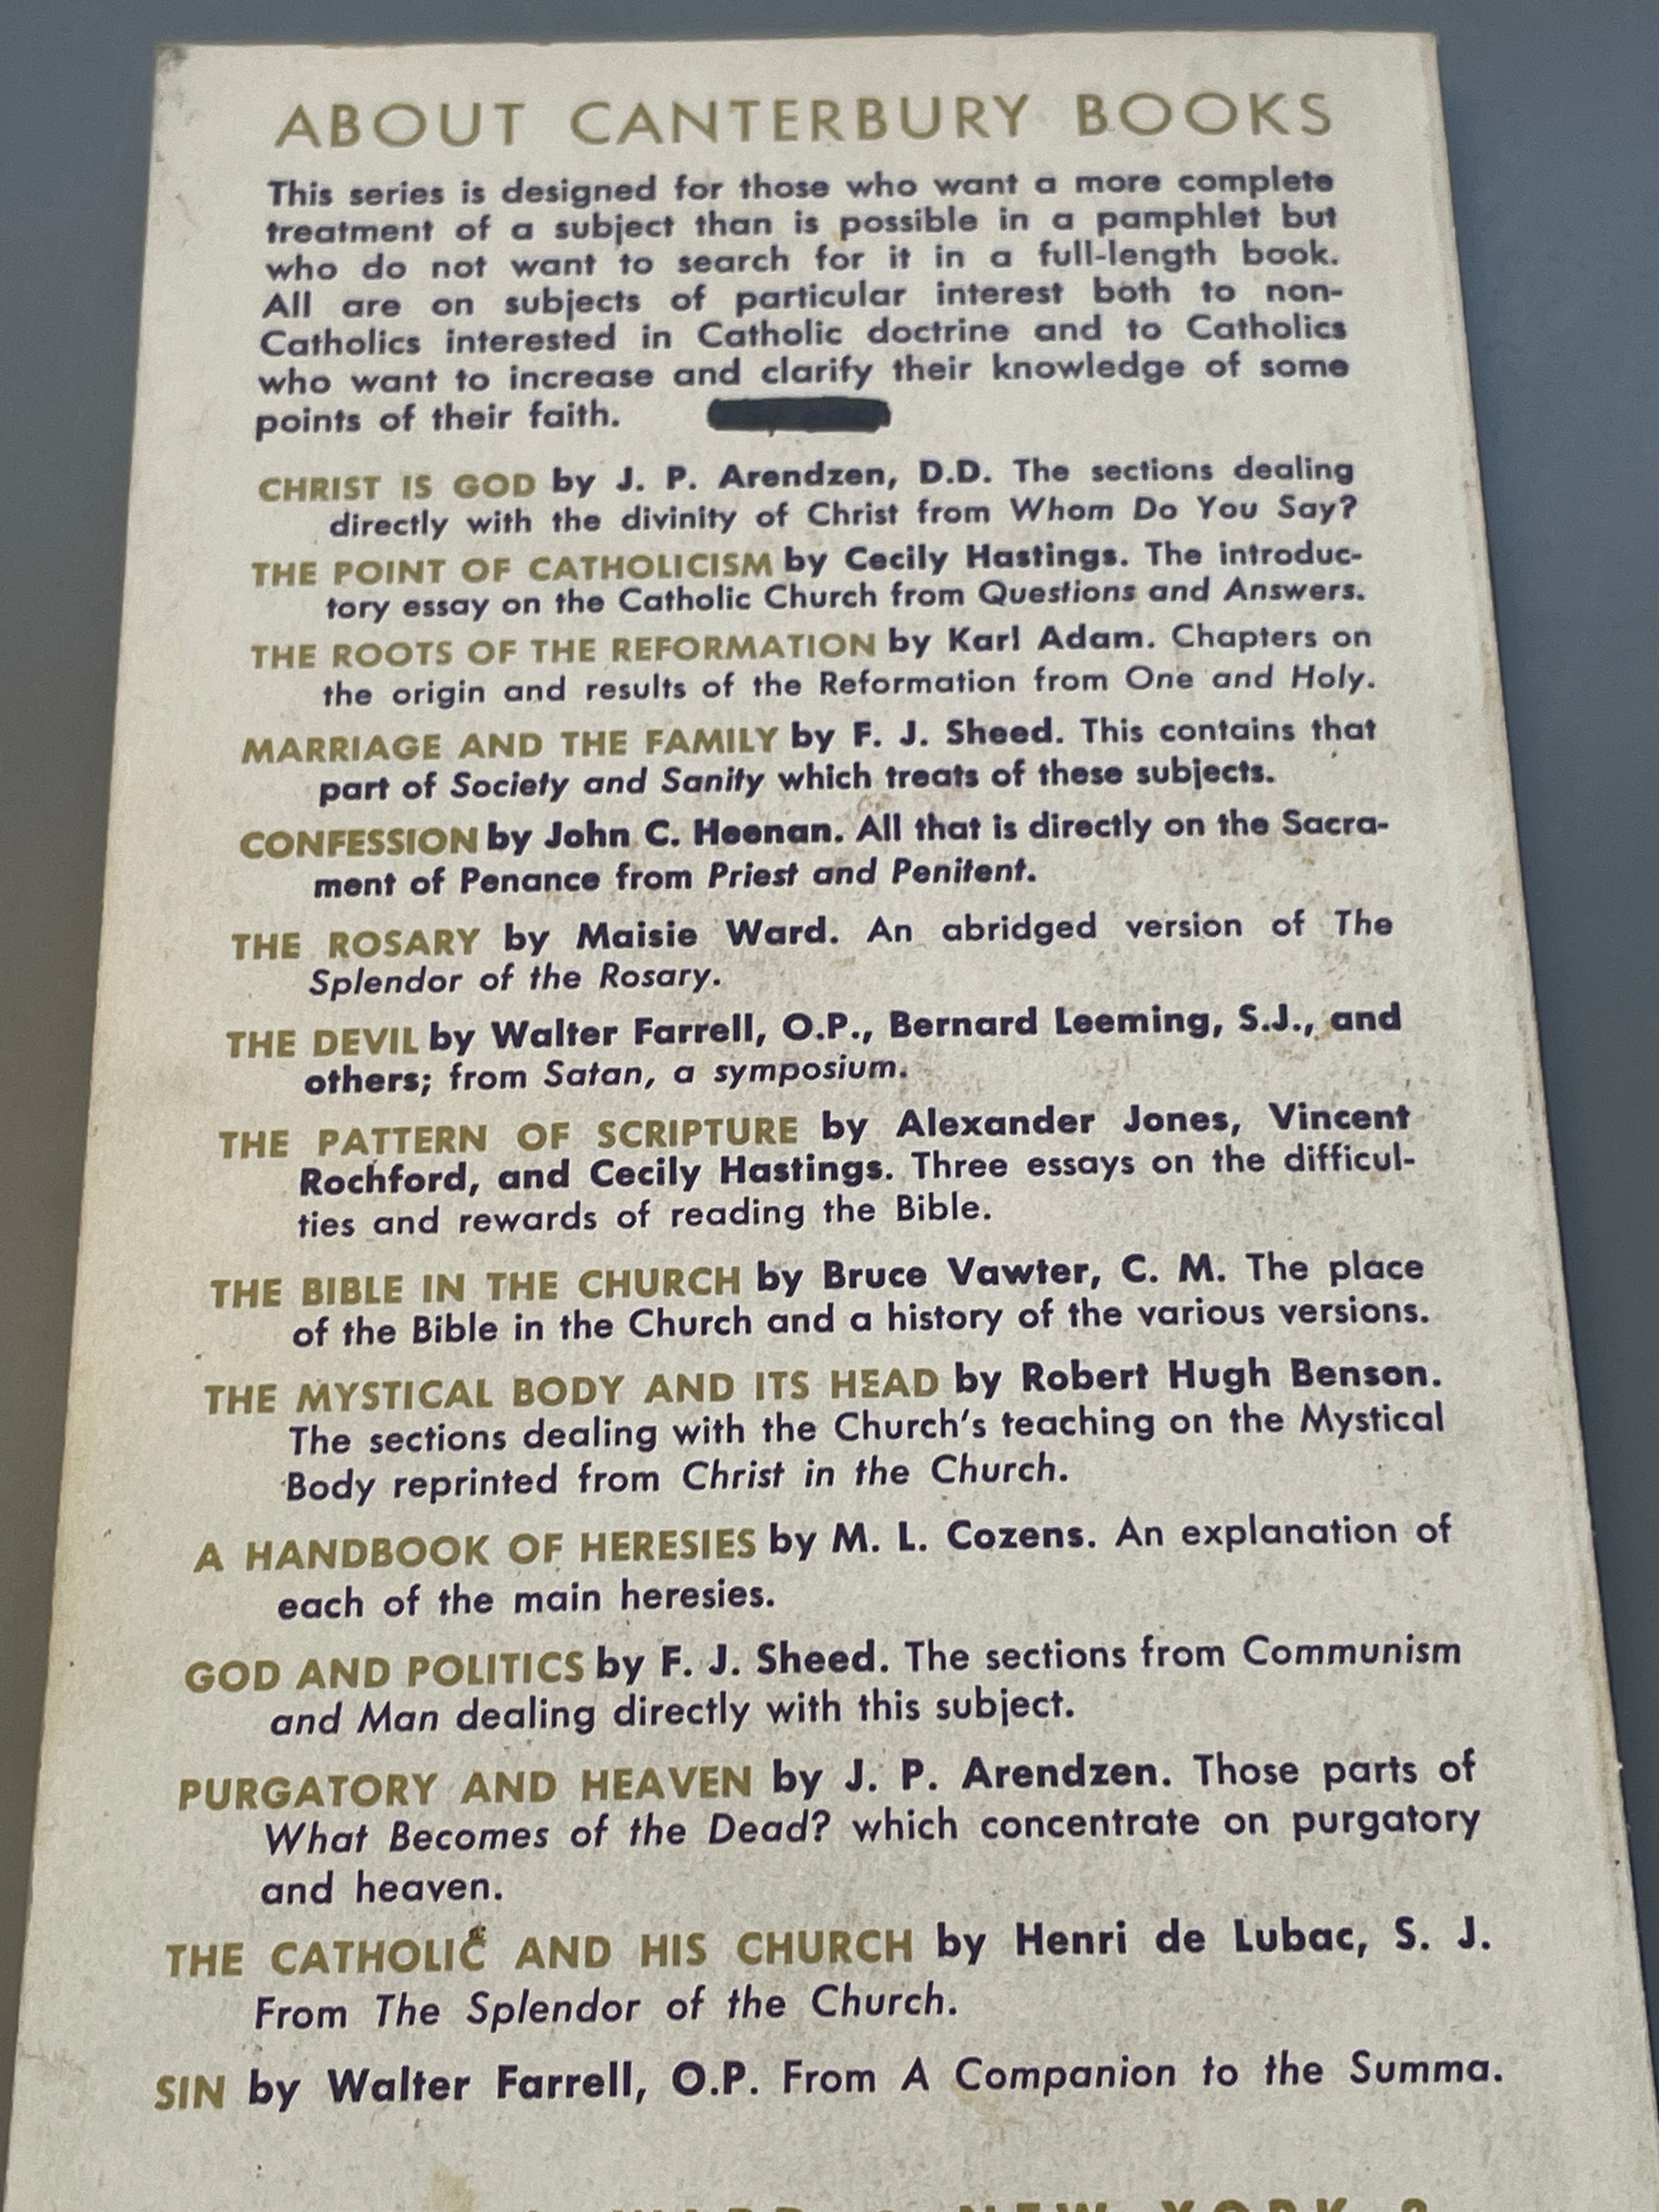 ABOUT CANTERBURY BOOKS
This series is designed for those who want a more complete
treatment of a subject than is possible in a pamphlet but
who do not want to search for it in a full-length book.
All are on subjects of particular interest both to non-
Catholics interested in Catholic doctrine and to Catholics
who want to increase and clarify their knowledge of some
points of their faith.
CHRIST IS GOD by J. P. Arendzen, D.D. The sections dealing
directly with the divinity of Christ from Whom Do You Say?
THE POINT OF CATHOLICISM by Cecily Hastings. The introduc-
tory essay on the Catholic Church from Questions and Answers.
THE ROOTS OF THE REFORMATION by Karl Adam. Chapters on
the origin and results of the Reformation from One and Holy.
MARRIAGE AND THE FAMILY by F. J. Sheed. This contains that
part of Society and Sanity which treats of these subjects.
CONFESSION by John C. Heenan. All that is directly on the Sacra-
ment of Penance from Priest and Penitent.
THE ROSARY by Maisie Ward. An abridged version of The
Splendor of the Rosary.
THE DEVIL by Walter Farrell, O.P., Bernard Leeming, S.J., and
others; from Satan, a symposium.
THE PATTERN OF SCRIPTURE by Alexander Jones, Vincent
Rochford, and Cecily Hastings. Three essays on the difficul-
ties and rewards of reading the Bible.
THE BIBLE IN THE CHURCH by Bruce Vawter, C. M. The place
of the Bible in the Church and a history of the various versions.
THE MYSTICAL BODY AND ITS HEAD by Robert Hugh Benson.
The sections dealing with the Church's teaching on the Mystical
Body reprinted from Christ in the Church.
A HANDBOOK OF HERESIES by M. L. Cozens. An explanation of
each of the main heresies.
GOD AND POLITICS by F. J. Sheed. The sections from Communism
and Man dealing directly with this subject.
PURGATORY AND HEAVEN by J. P. Arendzen. Those parts of
What Becomes of the Dead? which concentrate on purgatory
and heaven.
THE CATHOLIC AND HIS CHURCH by Henri de Lubac, S. J.
From The Splendor of the Church.
SIN by Walter Farrell, O.P. From A Companion to the Summa.
WARD NEW YORK 3